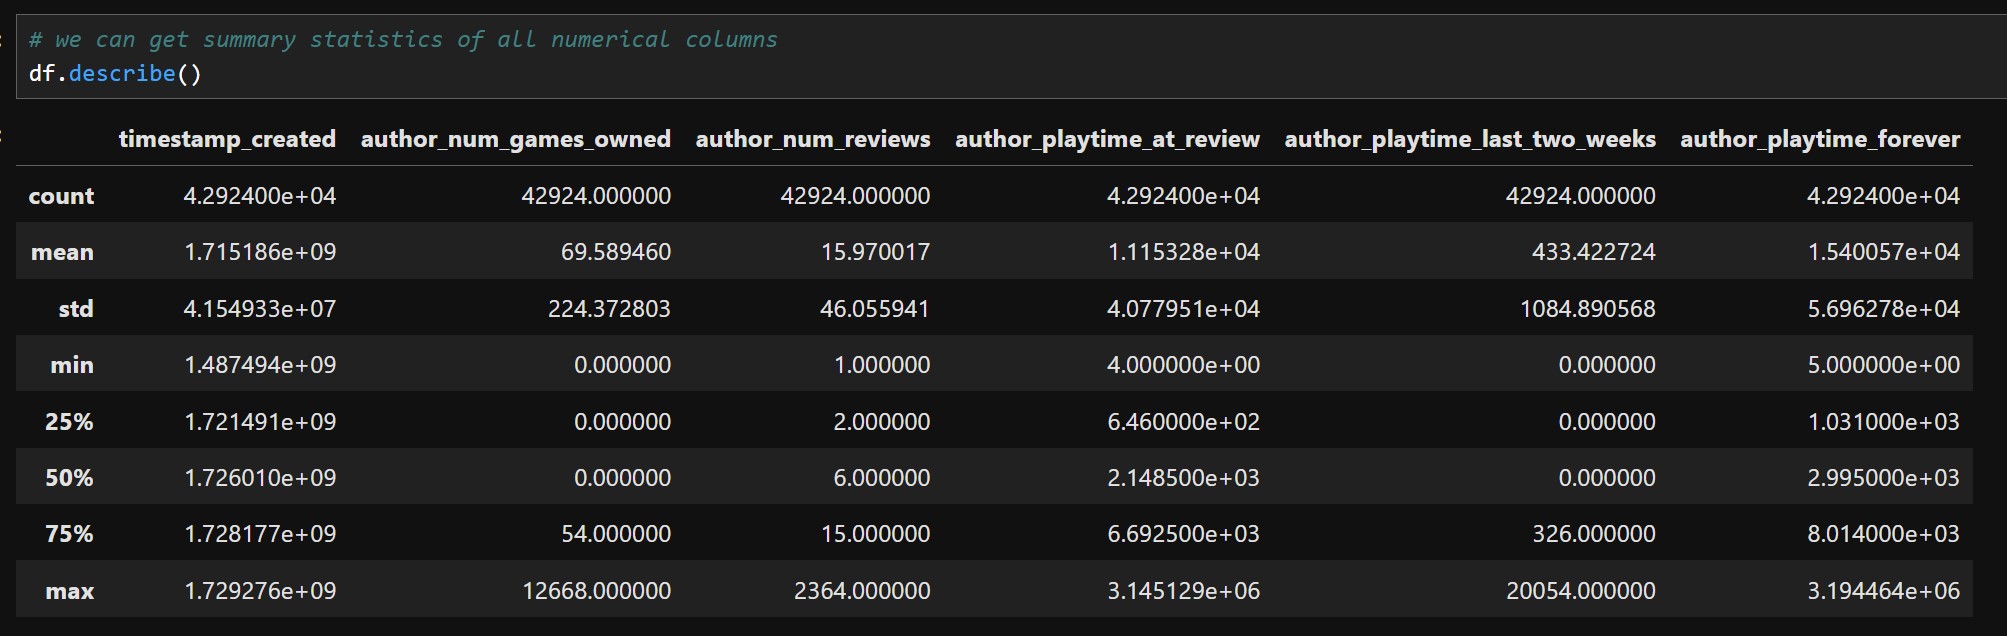 # we can get summary statistics of all numerical columns
df.describe()
timestamp_created author_num_games_owned author_num_reviews author_playtime_at_review author_playtime_last_two_weeks author_playtime_forever
count 4.292400e+04 42924.000000 42924.000000 4.292400e+04 42924.000000 4.292400e+04
mean 1.715186e+09 69.589460 15.970017 1.115328e+04 433.422724 1.540057e+04
std 4.154933e+07 224.372803 46.055941 4.077951e+04 1084.890568 5.696278e+04
min 1.487494e+09 0.000000 1.000000 4.000000e+00 0.000000 5.000000e+00
25% 1.721491e+09 0.000000 2.000000 6.460000e+02 0.000000 1.031000e+03
50% 1.726010e+09 0.000000 6.000000 2.148500e+03 0.000000 2.995000e+03
75% 1.728177e+09 54.000000 15.000000 6.692500e+03 326.000000 8.014000e+03
max 1.729276e+09 12668.000000 2364.000000 3.145129e+06 20054.000000 3.194464e+06